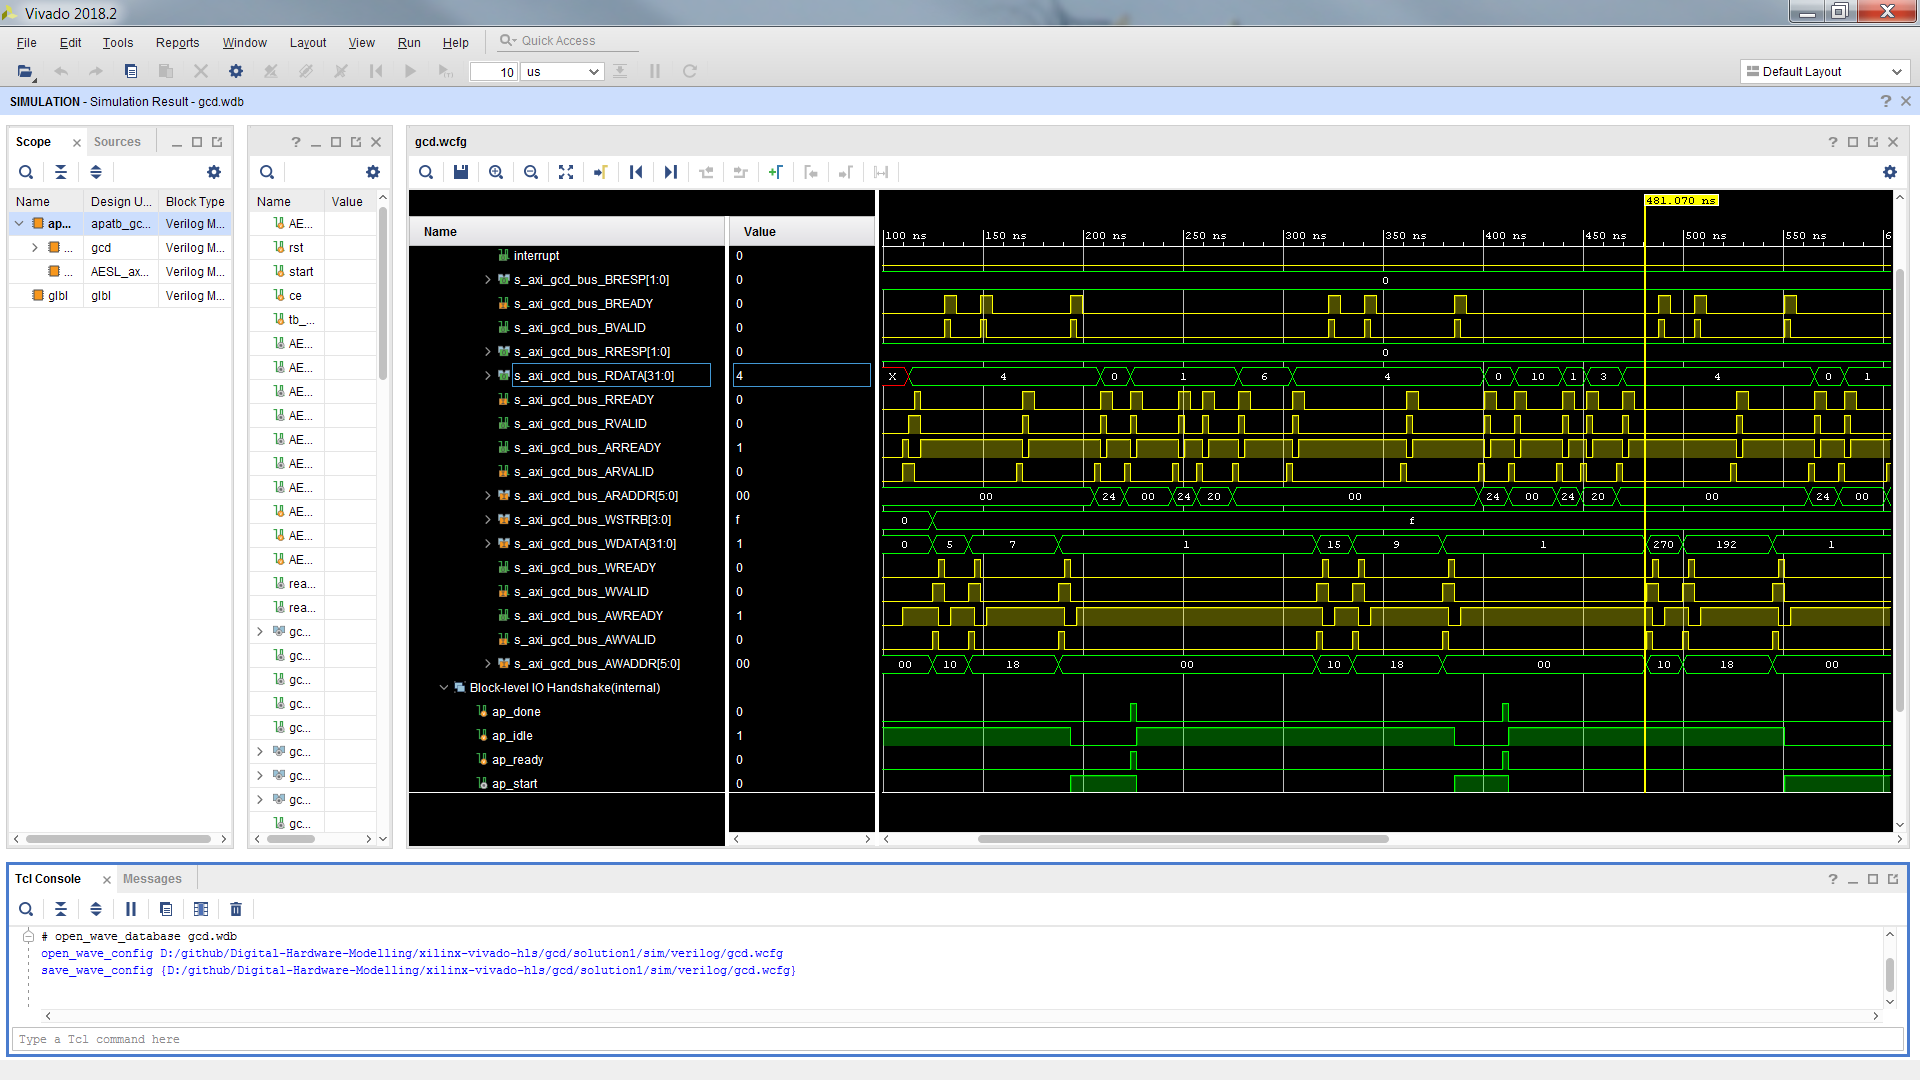 Vivado 2018.2
File Edit Tools Reports Window Layout View Run Help Quick Access
10 us Default Layout
SIMULATION - Simulation Result - gcd.wdb
Scope Sources
Name Design U... Block Type
ap... apatb_gc... Verilog M...
... gcd Verilog M...
... AESL_ax... Verilog M...
glbl glbl Verilog M...
Name Value
AE...
rst
start
ce
tb_...
AE...
AE...
AE...
AE...
AE...
AE...
AE...
AE...
AE...
AE...
rea...
rea...
gc...
gc...
gc...
gc...
gc...
gc...
gc...
gc...
gc...
gcd.wcfg
481.070 ns
100 ns 150 ns 200 ns 250 ns 300 ns 350 ns 400 ns 450 ns 500 ns 550 ns 6
Name Value
interrupt 0
s_axi_gcd_bus_BRESP[1:0] 0 0
s_axi_gcd_bus_BREADY 0
s_axi_gcd_bus_BVALID 0
s_axi_gcd_bus_RRESP[1:0] 0 0
s_axi_gcd_bus_RDATA[31:0] 4 X 4 0 1 6 4 0 10 1 3 4 0 1
s_axi_gcd_bus_RREADY 0
s_axi_gcd_bus_RVALID 0
s_axi_gcd_bus_ARREADY 1
s_axi_gcd_bus_ARVALID 0
s_axi_gcd_bus_ARADDR[5:0] 00 00 24 00 24 20 00 24 00 24 20 00 24 00
s_axi_gcd_bus_WSTRB[3:0] f 0 f
s_axi_gcd_bus_WDATA[31:0] 1 0 5 7 1 15 9 1 270 192 1
s_axi_gcd_bus_WREADY 0
s_axi_gcd_bus_WVALID 0
s_axi_gcd_bus_AWREADY 1
s_axi_gcd_bus_AWVALID 0
s_axi_gcd_bus_AWADDR[5:0] 00 00 10 18 00 10 18 00 10 18 00
Block-level IO Handshake(internal)
ap_done 0
ap_idle 1
ap_ready 0
ap_start 0
Tcl Console Messages
# open_wave_database gcd.wdb
open_wave_config D:/github/Digital-Hardware-Modelling/xilinx-vivado-hls/gcd/solution1/sim/verilog/gcd.wcfg
save_wave_config {D:/github/Digital-Hardware-Modelling/xilinx-vivado-hls/gcd/solution1/sim/verilog/gcd.wcfg}
Type a Tcl command here